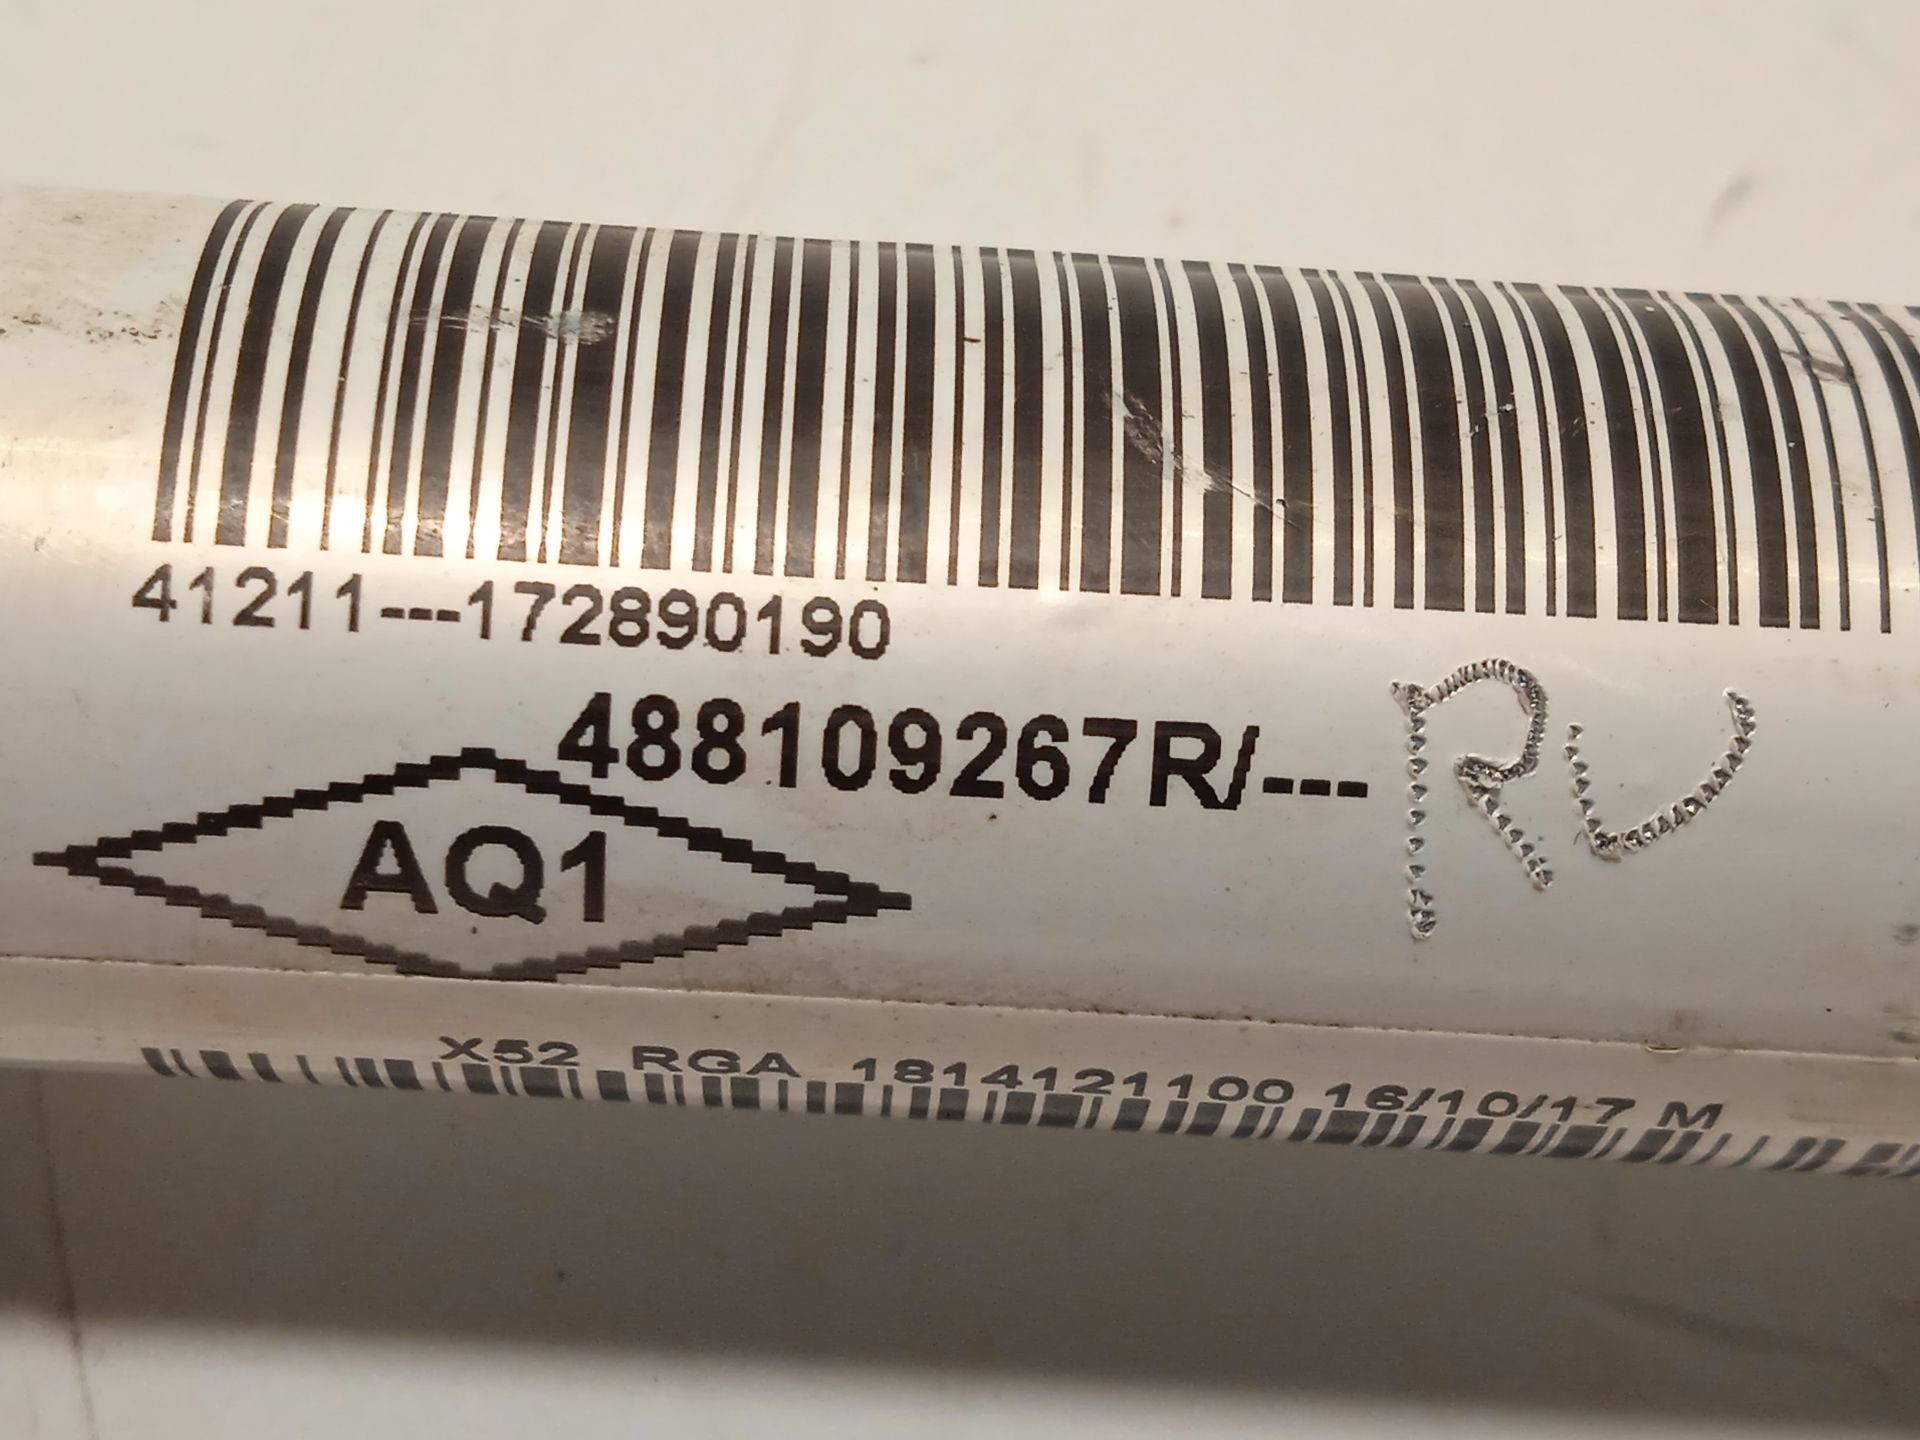 41211---172890190
488109267R/---
RV
AQ1
X52 RGA 1814121100 16/10/17 M